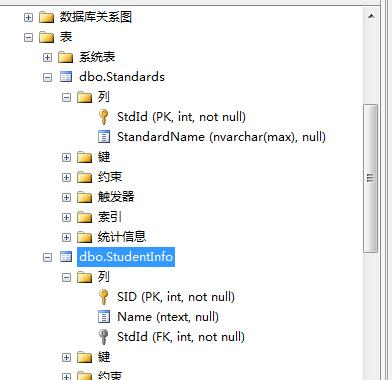 数据库关系图
表
系统表
dbo.Standards
列
StdId (PK, int, not null)
StandardName (nvarchar(max), null)
键
约束
触发器
索引
统计信息
dbo.StudentInfo
列
SID (PK, int, not null)
Name (ntext, null)
StdId (FK, int, not null)
键
约束